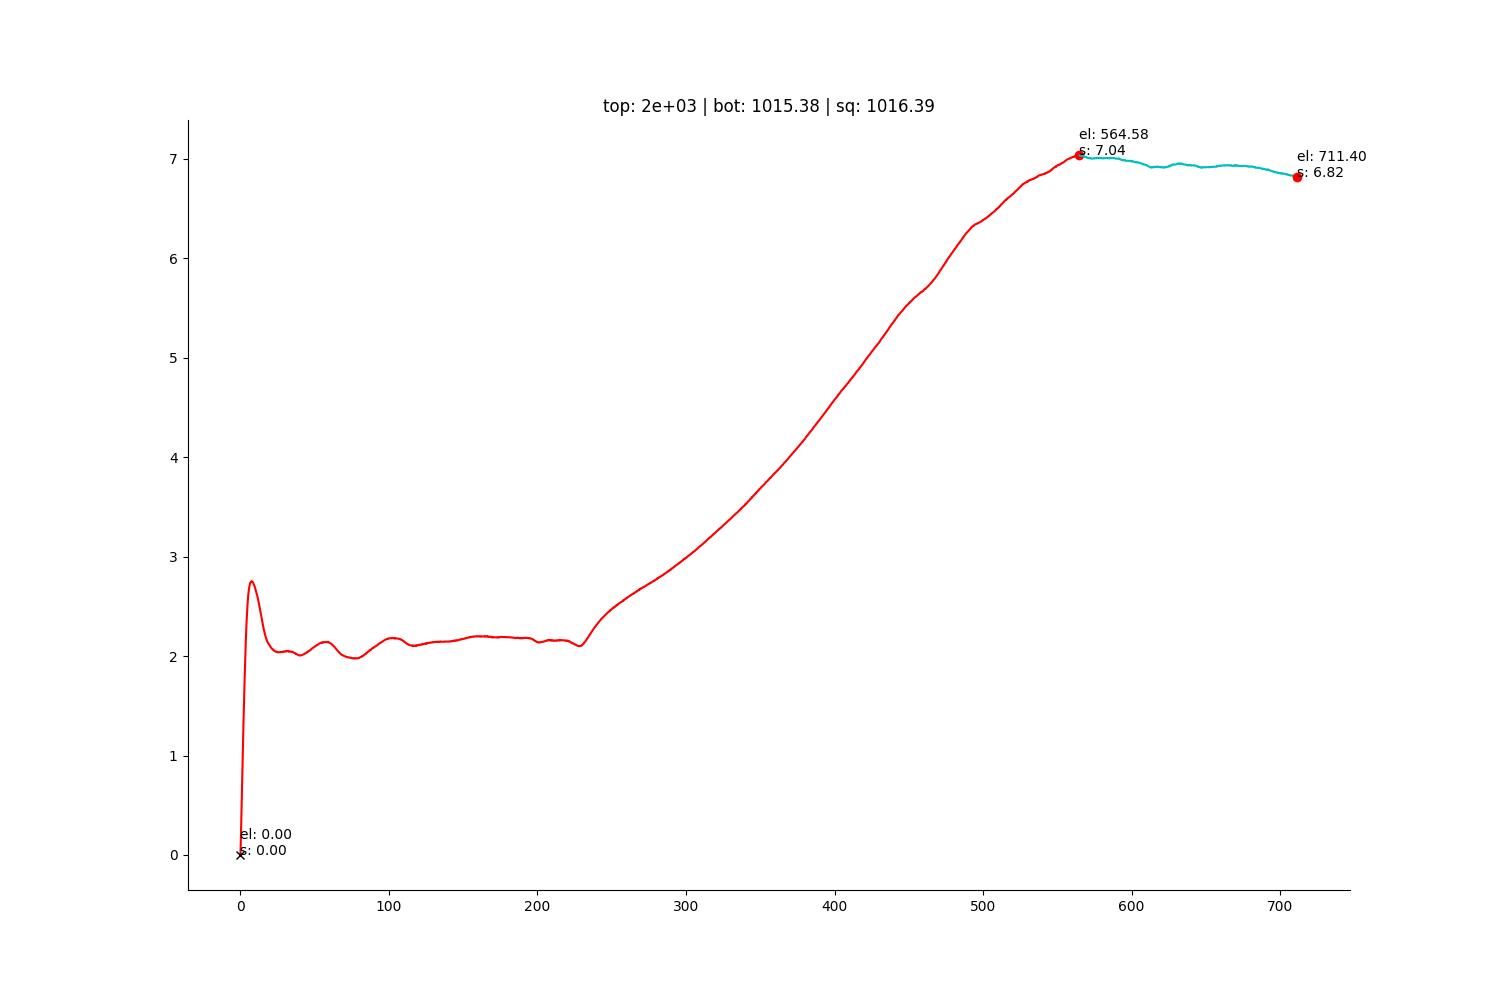 top: 2e+03 | bot: 1015.38 | sq: 1016.39
el: 564.58
s: 7.04
el: 711.40
s: 6.82
7
6
5
4
3
2
1
0
el: 0.00
s: 0.00
0
100
200
300
400
500
600
700